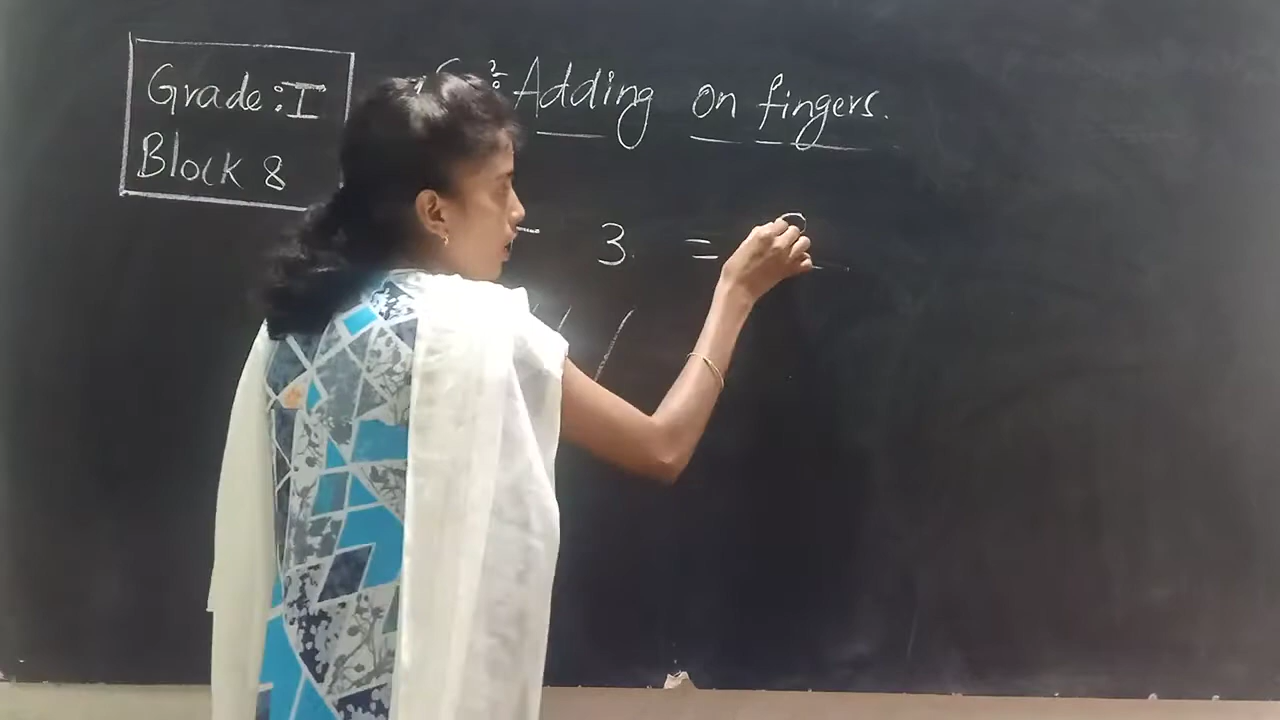 Grade : I
Adding on fingers.
Block 8
3 =